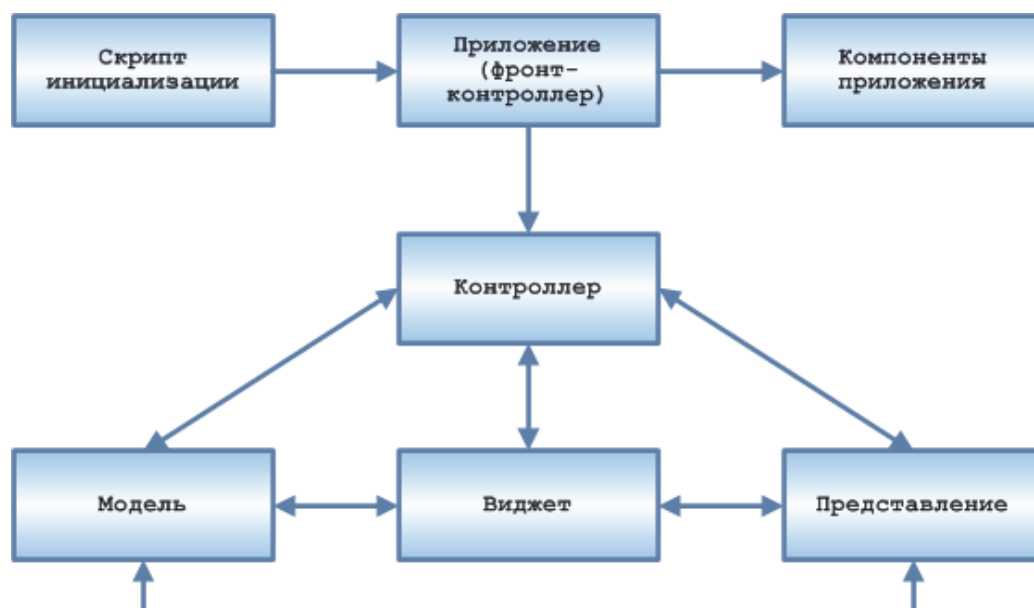 Скрипт
инициализации
Приложение
(фронт-
контроллер)
Компоненты
приложения
Контроллер
Модель
Виджет
Представление